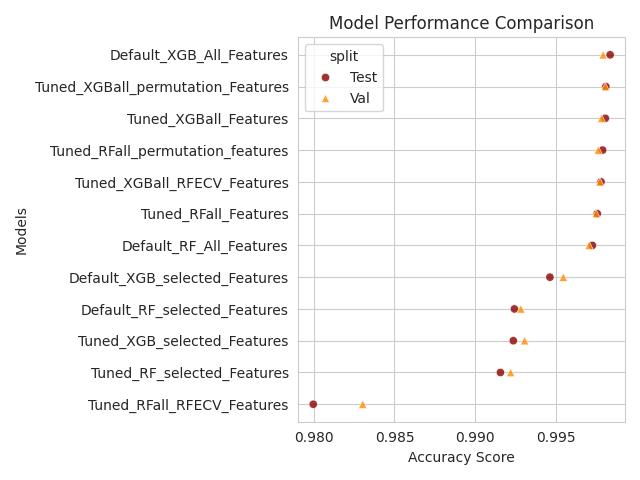 Model Performance Comparison
split
Test
Val
Models
Default_XGB_All_Features
Tuned_XGBall_permutation_Features
Tuned_XGBall_Features
Tuned_RFall_permutation_features
Tuned_XGBall_RFECV_Features
Tuned_RFall_Features
Default_RF_All_Features
Default_XGB_selected_Features
Default_RF_selected_Features
Tuned_XGB_selected_Features
Tuned_RF_selected_Features
Tuned_RFall_RFECV_Features
0.980 0.985 0.990 0.995
Accuracy Score